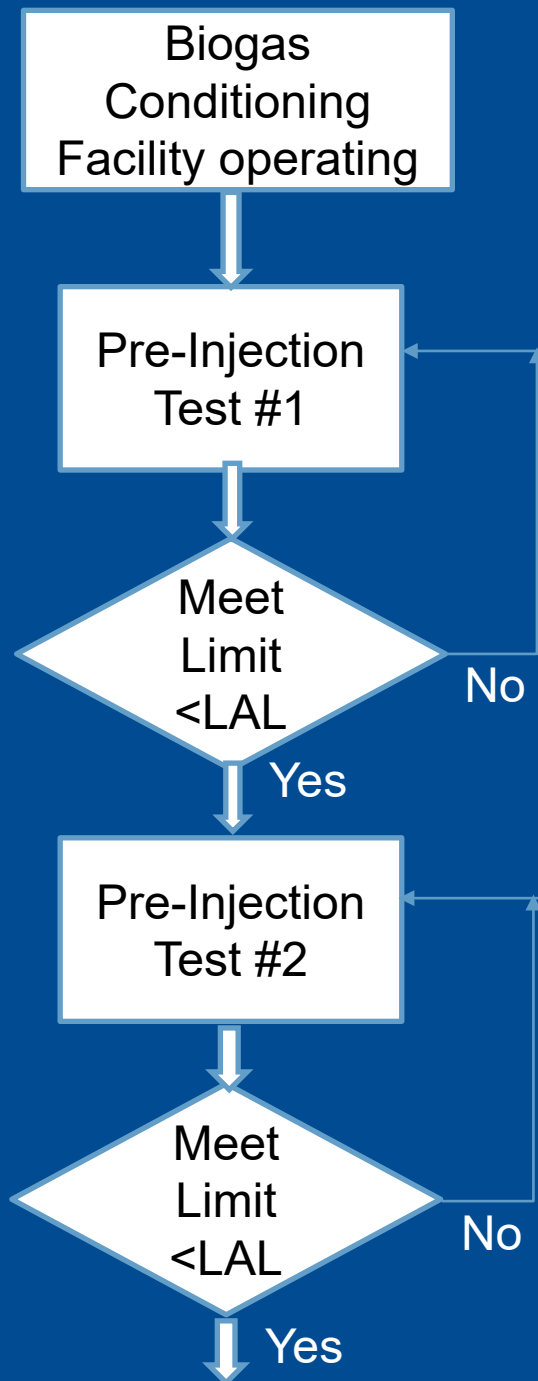 Biogas
Conditioning
Facility operating
Pre-Injection
Test #1
Meet
Limit
<LAL
No
Yes
Pre-Injection
Test #2
Meet
Limit
<LAL
No
Yes